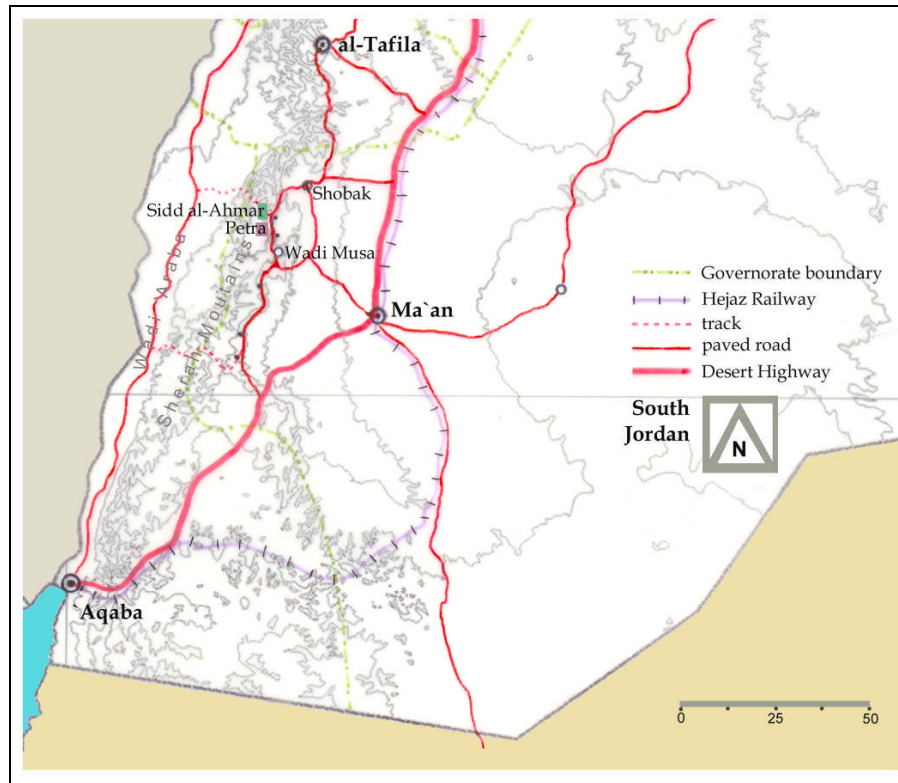 al-Tafila
Shobak
Sidd al-Ahmar
Petra
Wadi Musa
Wadi Araba
Sherah Mountains
Ma`an
Governorate boundary
Hejaz Railway
track
paved road
Desert Highway
South
Jordan
N
`Aqaba
0 25 50